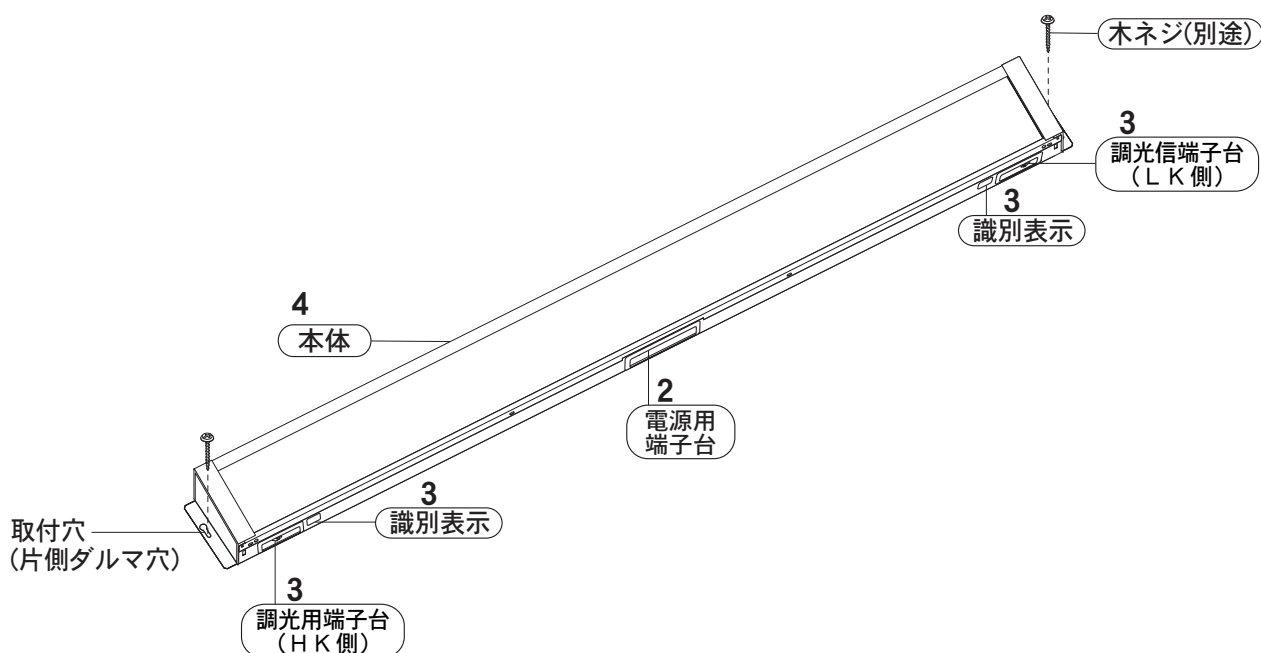 木ネジ(別途)
3
調光信端子台
(ＬＫ側)
3
識別表示
4
本体
2
電源用
端子台
3
識別表示
取付穴
(片側ダルマ穴)
3
調光用端子台
(ＨＫ側)